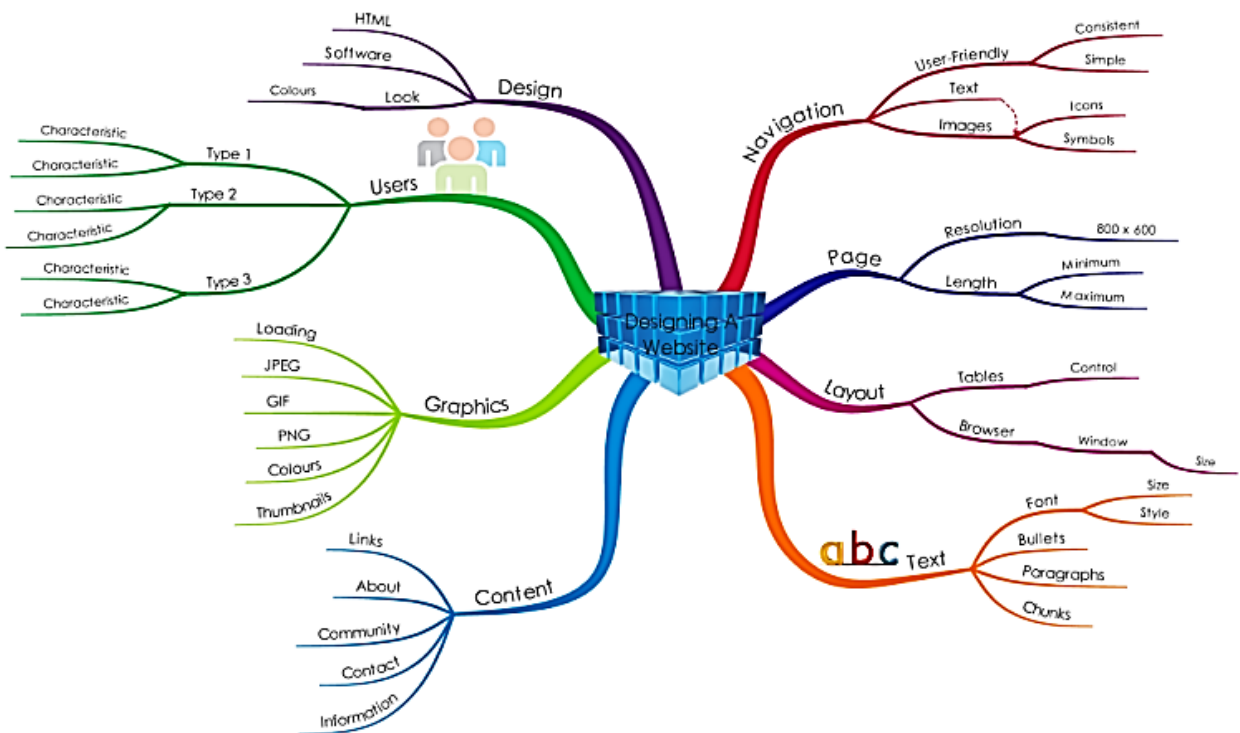 Designing A
Website
Navigation
User-Friendly
Consistent
Simple
Text
Images
Icons
Symbols
Page
Resolution
800 x 600
Length
Minimum
Maximum
Layout
Tables
Control
Browser
Window
Size
abc
Text
Font
Size
Style
Bullets
Paragraphs
Chunks
Content
Links
About
Community
Contact
Information
Graphics
Loading
JPEG
GIF
PNG
Colours
Thumbnails
Users
Type 1
Characteristic
Characteristic
Type 2
Characteristic
Characteristic
Type 3
Characteristic
Characteristic
Design
HTML
Software
Look
Colours